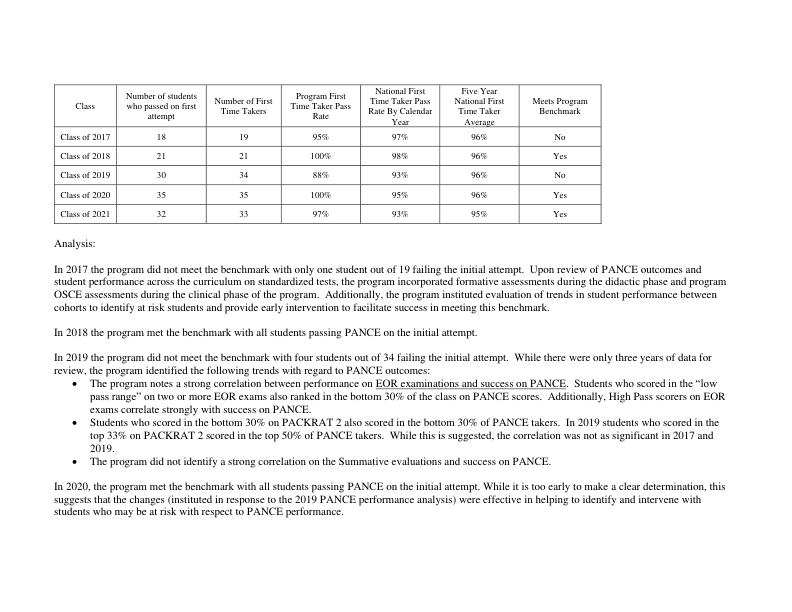 Class | Number of students who passed on first attempt | Number of First Time Takers | Program First Time Taker Pass Rate | National First Time Taker Pass Rate By Calendar Year | Five Year National First Time Taker Average | Meets Program Benchmark
Class of 2017 | 18 | 19 | 95% | 97% | 96% | No
Class of 2018 | 21 | 21 | 100% | 98% | 96% | Yes
Class of 2019 | 30 | 34 | 88% | 93% | 96% | No
Class of 2020 | 35 | 35 | 100% | 95% | 96% | Yes
Class of 2021 | 32 | 33 | 97% | 93% | 95% | Yes
Analysis:
In 2017 the program did not meet the benchmark with only one student out of 19 failing the initial attempt. Upon review of PANCE outcomes and
student performance across the curriculum on standardized tests, the program incorporated formative assessments during the didactic phase and program
OSCE assessments during the clinical phase of the program. Additionally, the program instituted evaluation of trends in student performance between
cohorts to identify at risk students and provide early intervention to facilitate success in meeting this benchmark.
In 2018 the program met the benchmark with all students passing PANCE on the initial attempt.
In 2019 the program did not meet the benchmark with four students out of 34 failing the initial attempt. While there were only three years of data for
review, the program identified the following trends with regard to PANCE outcomes:
• The program notes a strong correlation between performance on EOR examinations and success on PANCE. Students who scored in the “low
pass range” on two or more EOR exams also ranked in the bottom 30% of the class on PANCE scores. Additionally, High Pass scorers on EOR
exams correlate strongly with success on PANCE.
• Students who scored in the bottom 30% on PACKRAT 2 also scored in the bottom 30% of PANCE takers. In 2019 students who scored in the
top 33% on PACKRAT 2 scored in the top 50% of PANCE takers. While this is suggested, the correlation was not as significant in 2017 and
2019.
• The program did not identify a strong correlation on the Summative evaluations and success on PANCE.
In 2020, the program met the benchmark with all students passing PANCE on the initial attempt. While it is too early to make a clear determination, this
suggests that the changes (instituted in response to the 2019 PANCE performance analysis) were effective in helping to identify and intervene with
students who may be at risk with respect to PANCE performance.